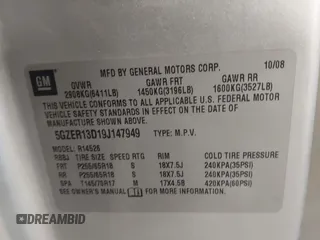 GM
MFD BY GENERAL MOTORS CORP. 10/08
GVWR GAWR FRT GAWR RR
2908KG(6411LB) 1450KG(3196LB) 1600KG(3527LB)
THIS VEHICLE CONFORMS TO ALL APPLICABLE U.S. FEDERAL MOTOR
VEHICLE SAFETY STANDARDS IN EFFECT ON THE DATE OF
MANUFACTURE SHOWN ABOVE.
5GZER13D19J147949 TYPE: M.P.V.
MODEL: R14526
TIRE SIZE SPEED RTG RIM COLD TIRE PRESSURE
FRT P255/65R18 S 18X7.5J 240KPA(35PSI)
RR P255/65R18 S 18X7.5J 240KPA(35PSI)
SPA T145/70R17 M 17X4.5B 420KPA(60PSI)
SEE OWNER'S MANUAL FOR ADDITIONAL INFORMATION.
AUTOBIDMASTER